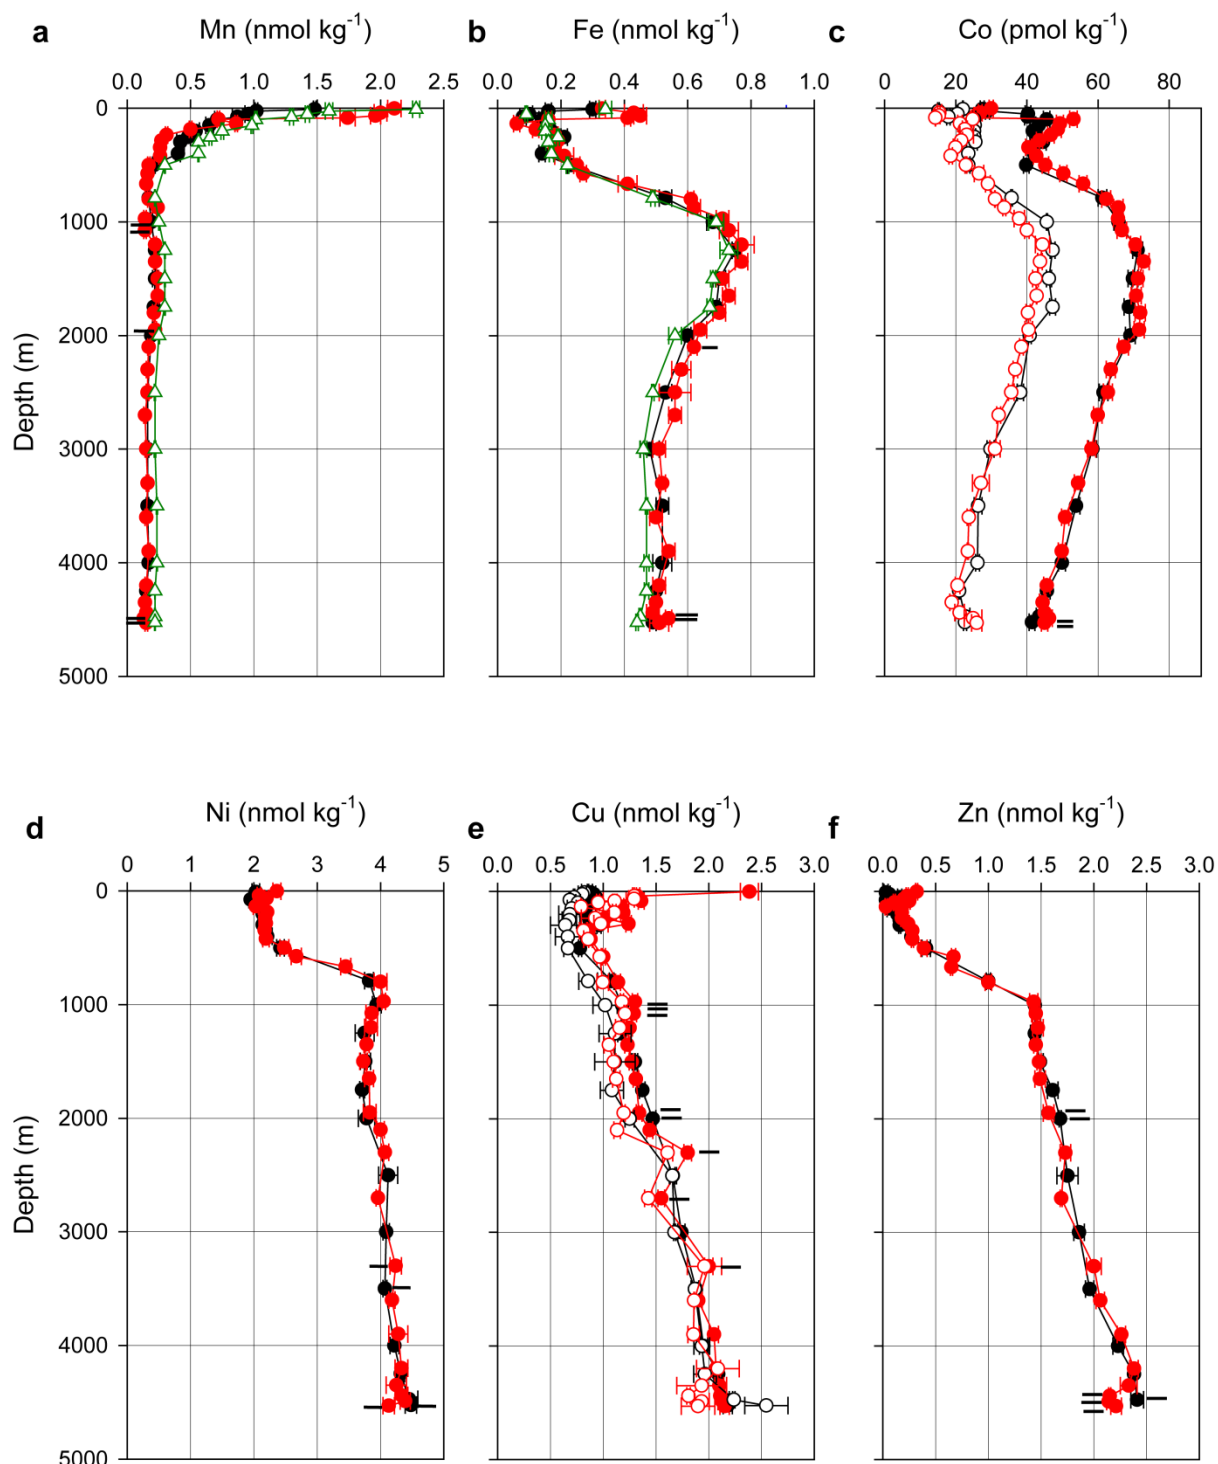 a Mn (nmol kg⁻¹) b Fe (nmol kg⁻¹) c Co (pmol kg⁻¹)
0.0 0.5 1.0 1.5 2.0 2.5 0.0 0.2 0.4 0.6 0.8 1.0 0 20 40 60 80
0
1000
2000
3000
4000
5000
Depth (m)
d Ni (nmol kg⁻¹) e Cu (nmol kg⁻¹) f Zn (nmol kg⁻¹)
0 1 2 3 4 5 0.0 0.5 1.0 1.5 2.0 2.5 3.0 0.0 0.5 1.0 1.5 2.0 2.5 3.0
0
1000
2000
3000
4000
5000
Depth (m)